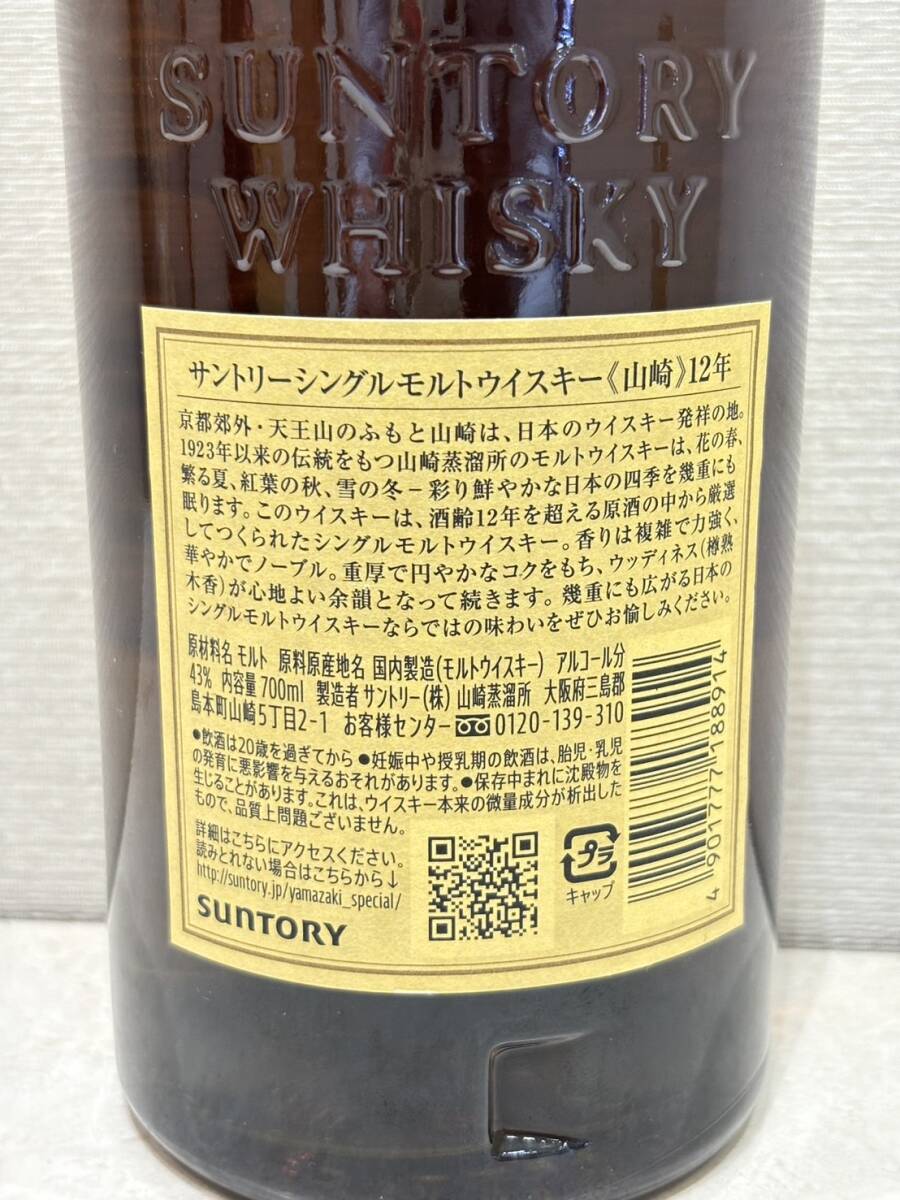 SUNTORY
WHISKY
サントリーシングルモルトウイスキー《山崎》12年
京都郊外・天王山のふもと山崎は、日本のウイスキー発祥の地。
1923年以来の伝統をもつ山崎蒸溜所のモルトウイスキーは、花の春、
繁る夏、紅葉の秋、雪の冬－彩り鮮やかな日本の四季を幾重にも
眠ります。このウイスキーは、酒齢12年を超える原酒の中から厳選
してつくられたシングルモルトウイスキー。香りは複雑で力強く、
華やかでノーブル。重厚で円やかなコクをもち、ウッディネス(樽熟
木香)が心地よい余韻となって続きます。幾重にも広がる日本の
シングルモルトウイスキーならではの味わいをぜひお愉しみください。
原材料名 モルト 原料原産地名 国内製造(モルトウイスキー) アルコール分
43% 内容量700ml 製造者 サントリー(株) 山崎蒸溜所 大阪府三島郡
島本町山崎5丁目2-1 お客様センター 0120-139-310
●飲酒は20歳を過ぎてから ●妊娠中や授乳期の飲酒は、胎児・乳児
の発育に悪影響を与えるおそれがあります。●保存中まれに沈殿物を
生じることがあります。これは、ウイスキー本来の微量成分が析出した
もので、品質上問題ございません。
詳細はこちらにアクセスください。
読みとれない場合はこちらから↓
http://suntory.jp/yamazaki_special/
SUNTORY
プラ
キャップ
4901777188914